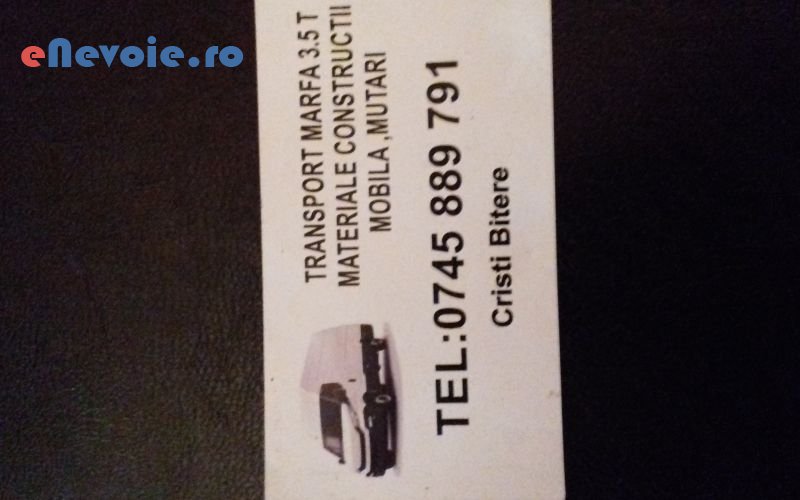 eNevoie.ro
TRANSPORT MARFA 3.5 T
MATERIALE CONSTRUCTII
MOBILA ,MUTARI
TEL:0745 889 791
Cristi Bitere